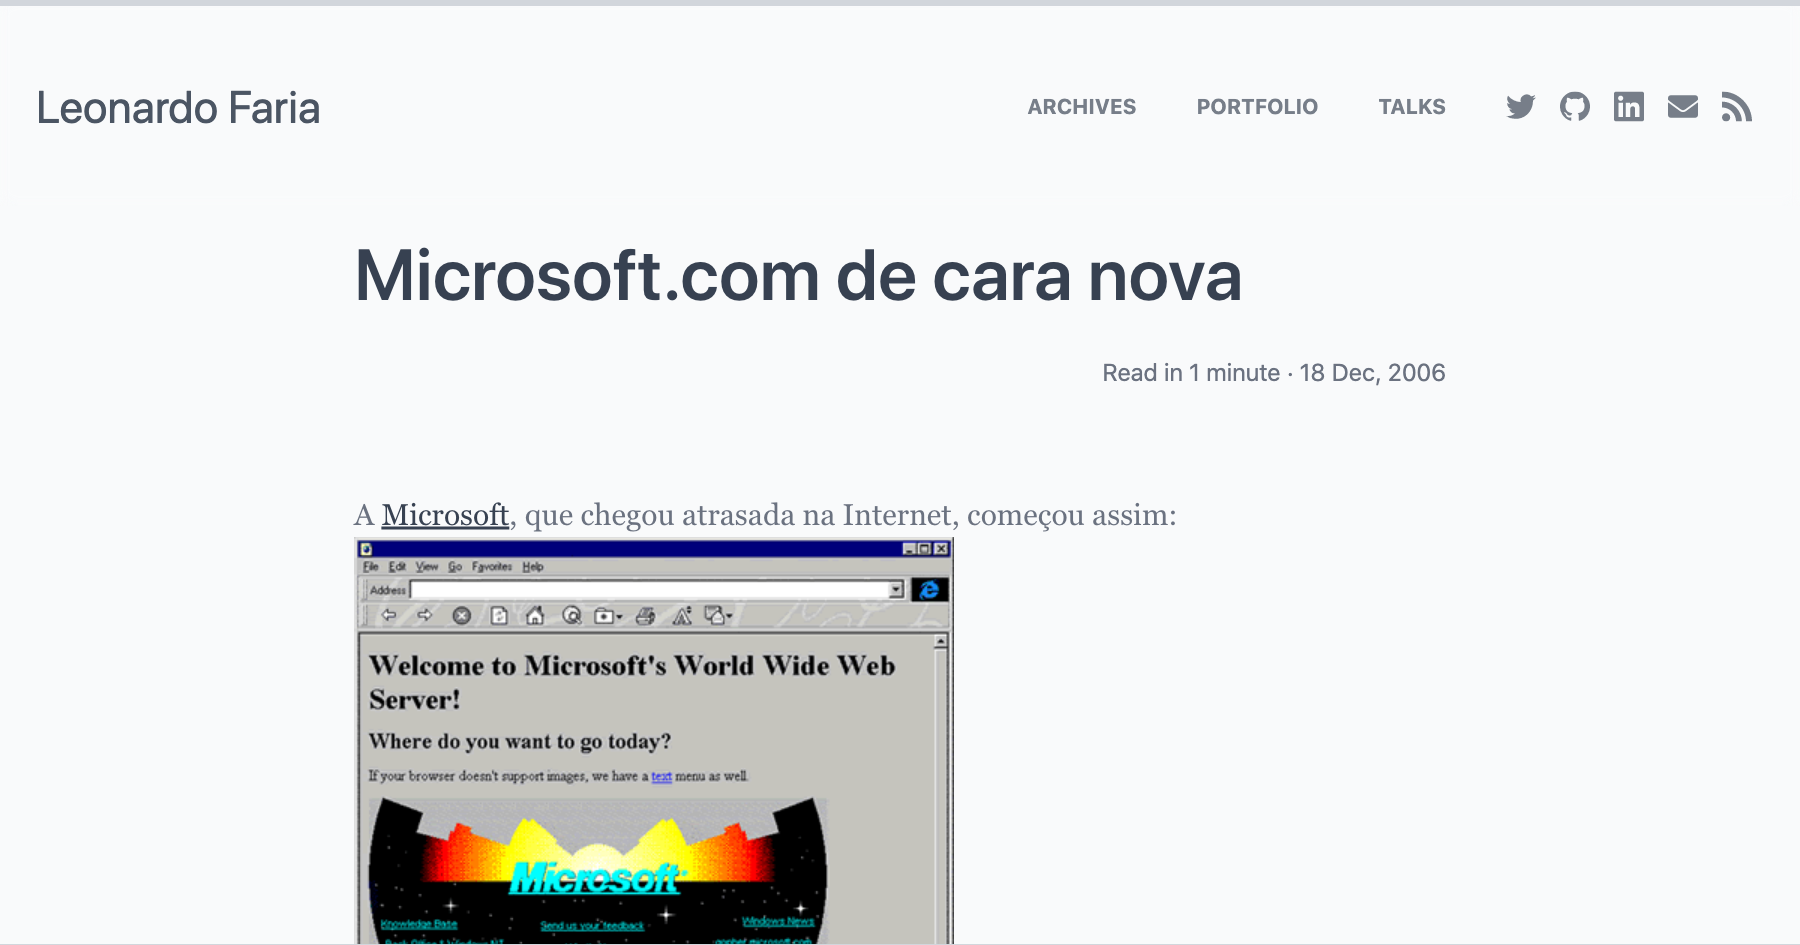 Leonardo Faria
ARCHIVES PORTFOLIO TALKS
Microsoft.com de cara nova
Read in 1 minute · 18 Dec, 2006
A Microsoft, que chegou atrasada na Internet, começou assim:
File Edit View Go Favorites Help
Address
Welcome to Microsoft's World Wide Web
Server!
Where do you want to go today?
If your browser doesn't support images, we have a text menu as well.
Microsoft
Knowledge Base Send us your feedback Windows News
gopher.microsoft.com